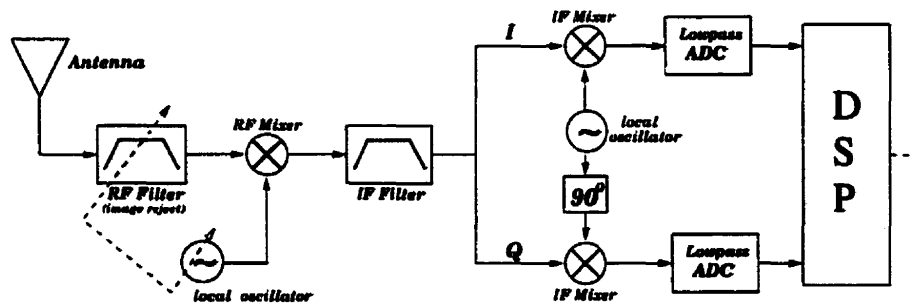 Antenna
RF Filter
(image reject)
local oscillator
RF Mixer
IF Filter
I
Q
IF Mixer
local
oscillator
90°
IF Mixer
Lowpass
ADC
Lowpass
ADC
D
S
P